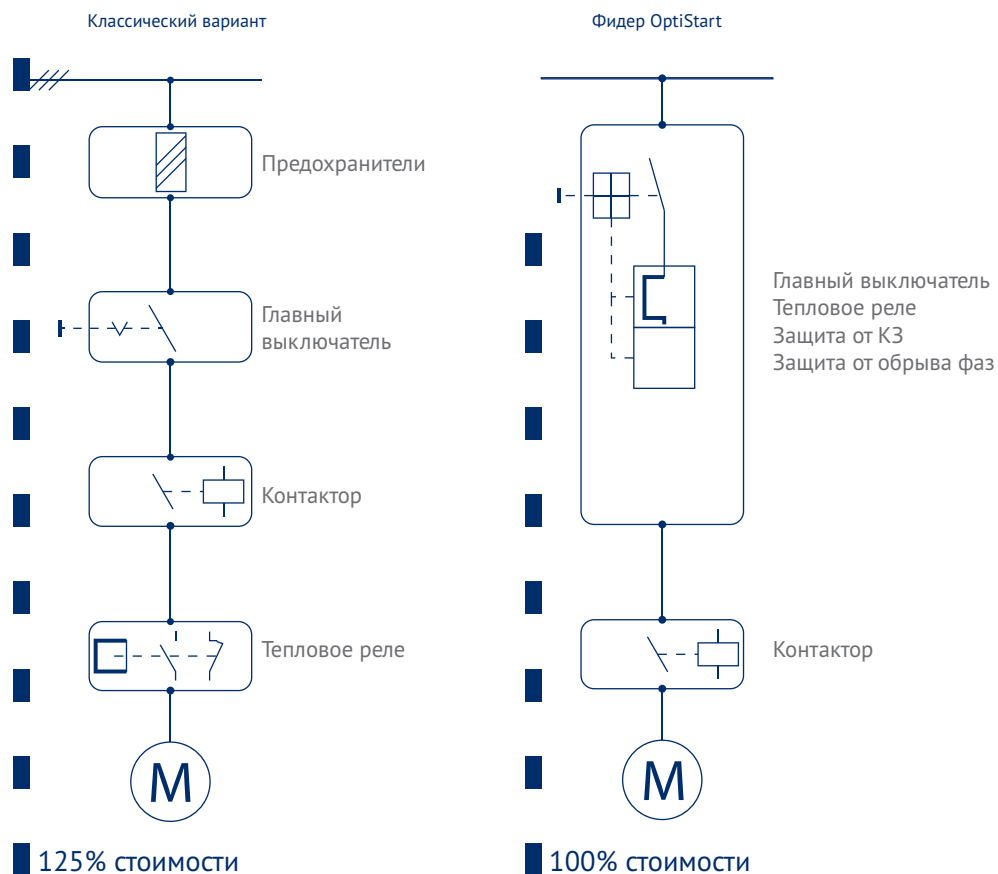 Классический вариант
Предохранители
Главный
выключатель
Контактор
Тепловое реле
M
125% стоимости
Фидер OptiStart
Главный выключатель
Тепловое реле
Защита от КЗ
Защита от обрыва фаз
Контактор
M
100% стоимости